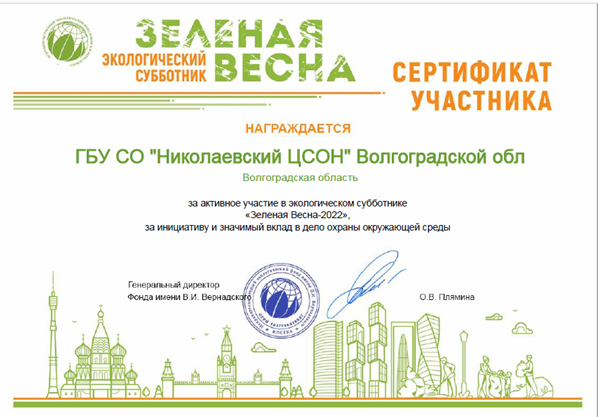 ЭКОЛОГИЧЕСКИЙ
СУББОТНИК
ЗЕЛЕНАЯ
ВЕСНА
СЕРТИФИКАТ
УЧАСТНИКА
НАГРАЖДАЕТСЯ
ГБУ СО "Николаевский ЦСОН" Волгоградской обл
Волгоградская область
за активное участие в экологическом субботнике
«Зеленая Весна-2022»,
за инициативу и значимый вклад в дело охраны окружающей среды
Генеральный директор
Фонда имени В.И. Вернадского
О.В. Плямина